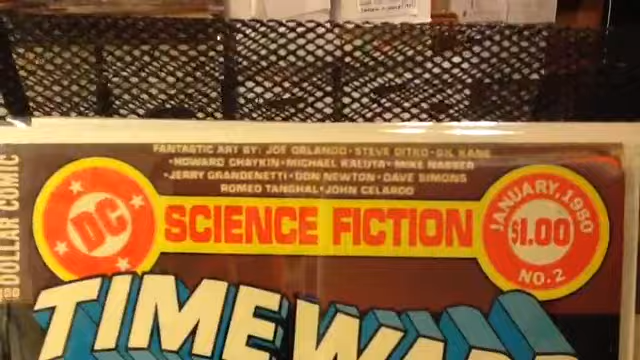 FANTASTIC ART BY: JOE ORLANDO • STEVE DITKO • GIL KANE
• HOWARD CHAYKIN • MICHAEL KALUTA • MIKE NASSER
• JERRY GRANDENETTI • DON NEWTON • DAVE SIMONS
ROMEO TANGHAL • JOHN CELARDO
DOLLAR COMIC
DC
SCIENCE FICTION
JANUARY, 1980
$1.00
NO. 2
TIME WAR